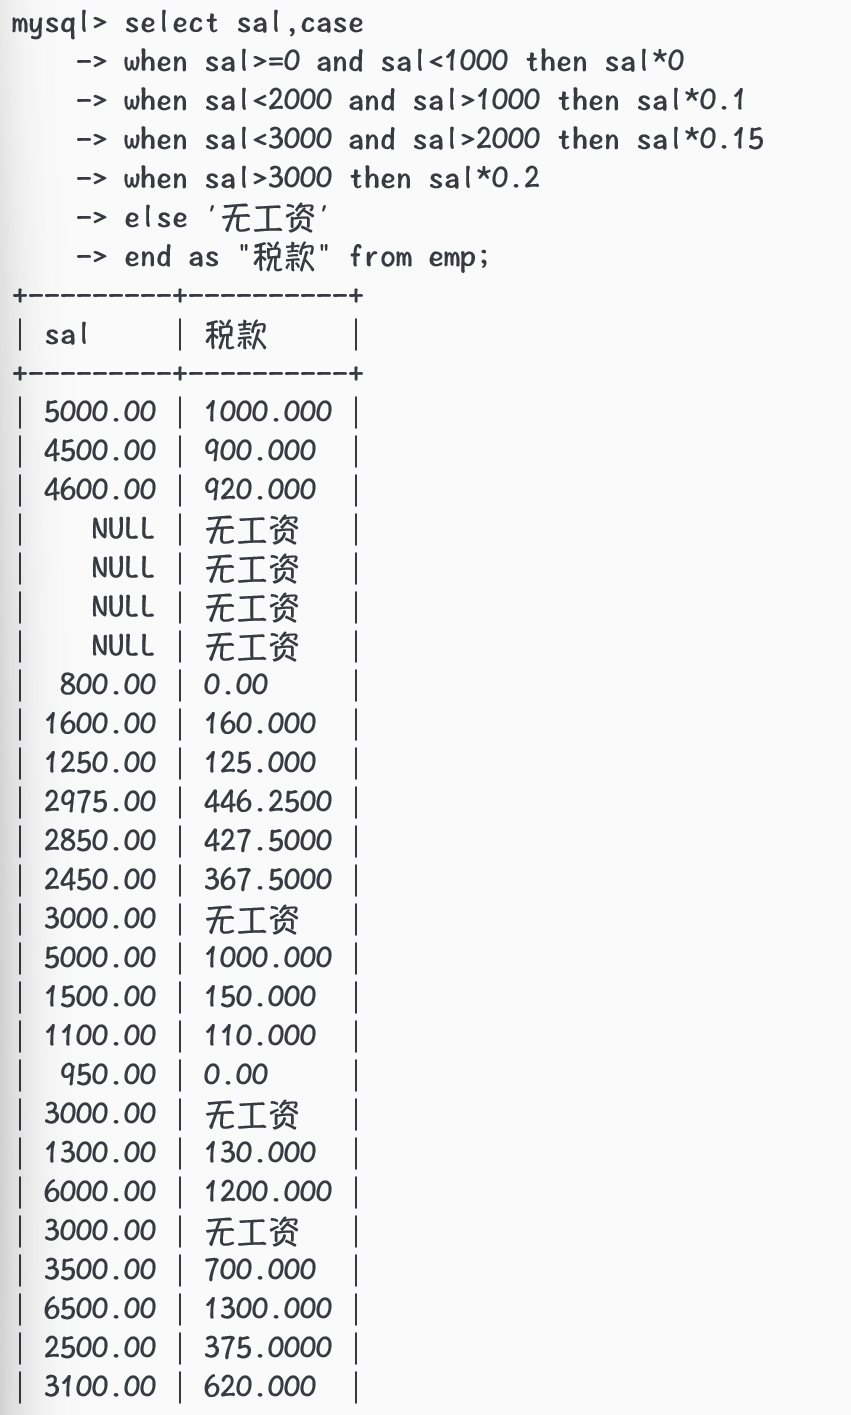 mysql> select sal,case
    -> when sal>=0 and sal<1000 then sal*0
    -> when sal<2000 and sal>1000 then sal*0.1
    -> when sal<3000 and sal>2000 then sal*0.15
    -> when sal>3000 then sal*0.2
    -> else '无工资'
    -> end as "税款" from emp;
+---------+----------+
| sal     | 税款     |
+---------+----------+
| 5000.00 | 1000.000 |
| 4500.00 | 900.000  |
| 4600.00 | 920.000  |
|    NULL | 无工资   |
|    NULL | 无工资   |
|    NULL | 无工资   |
|    NULL | 无工资   |
|  800.00 | 0.00     |
| 1600.00 | 160.000  |
| 1250.00 | 125.000  |
| 2975.00 | 446.2500 |
| 2850.00 | 427.5000 |
| 2450.00 | 367.5000 |
| 3000.00 | 无工资   |
| 5000.00 | 1000.000 |
| 1500.00 | 150.000  |
| 1100.00 | 110.000  |
|  950.00 | 0.00     |
| 3000.00 | 无工资   |
| 1300.00 | 130.000  |
| 6000.00 | 1200.000 |
| 3000.00 | 无工资   |
| 3500.00 | 700.000  |
| 6500.00 | 1300.000 |
| 2500.00 | 375.0000 |
| 3100.00 | 620.000  |